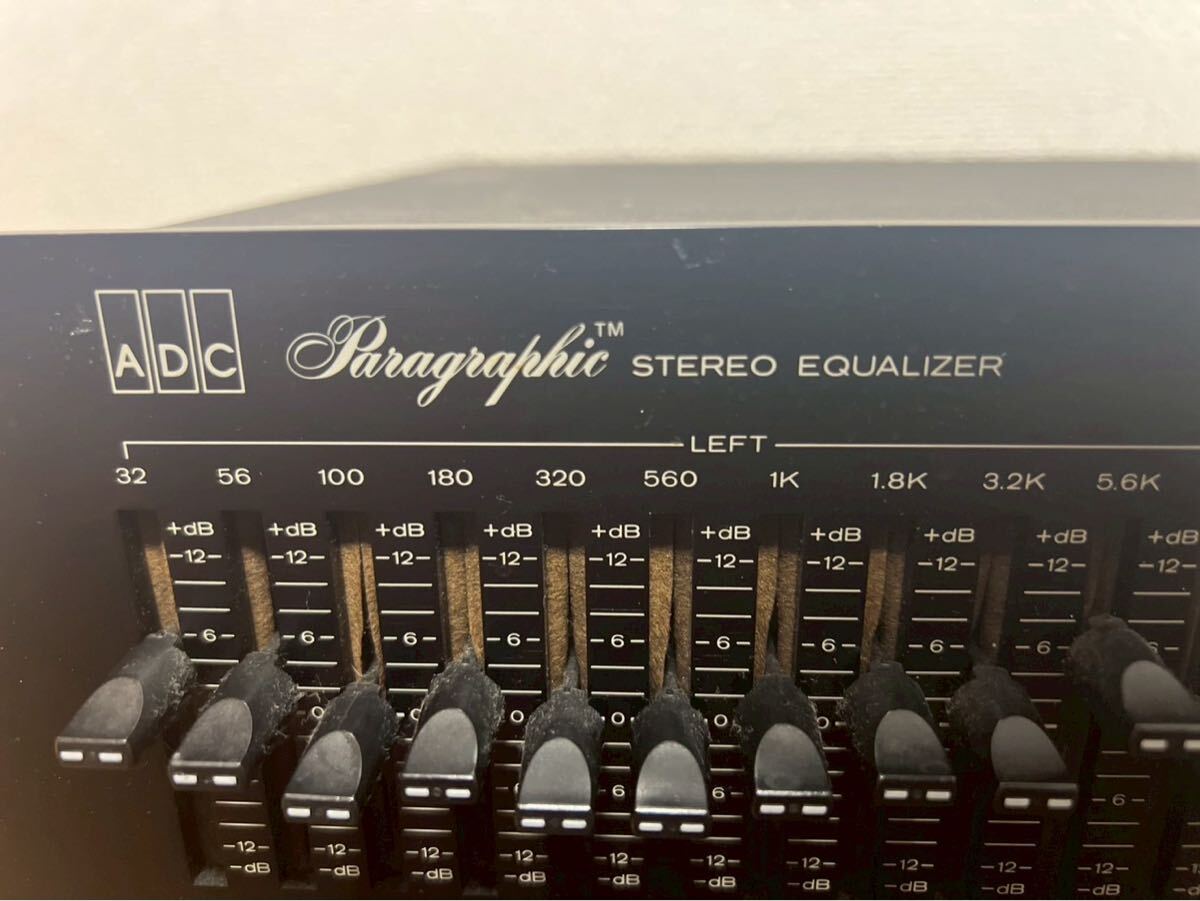 ADC Paragraphic™ STEREO EQUALIZER
LEFT
32 56 100 180 320 560 1K 1.8K 3.2K 5.6K
+dB +dB +dB +dB +dB +dB +dB +dB +dB +dB
-12- -12- -12- -12- -12- -12- -12- -12- -12- -12-
-6- -6- -6- -6- -6- -6- -6- -6- -6-
0 0 0 0 0 0
6- 6- -6-
-12- -12- -12- -12- -12- -12- -12- -12- -12-
-dB -dB -dB -dB -dB -dB -dB -dB -dB